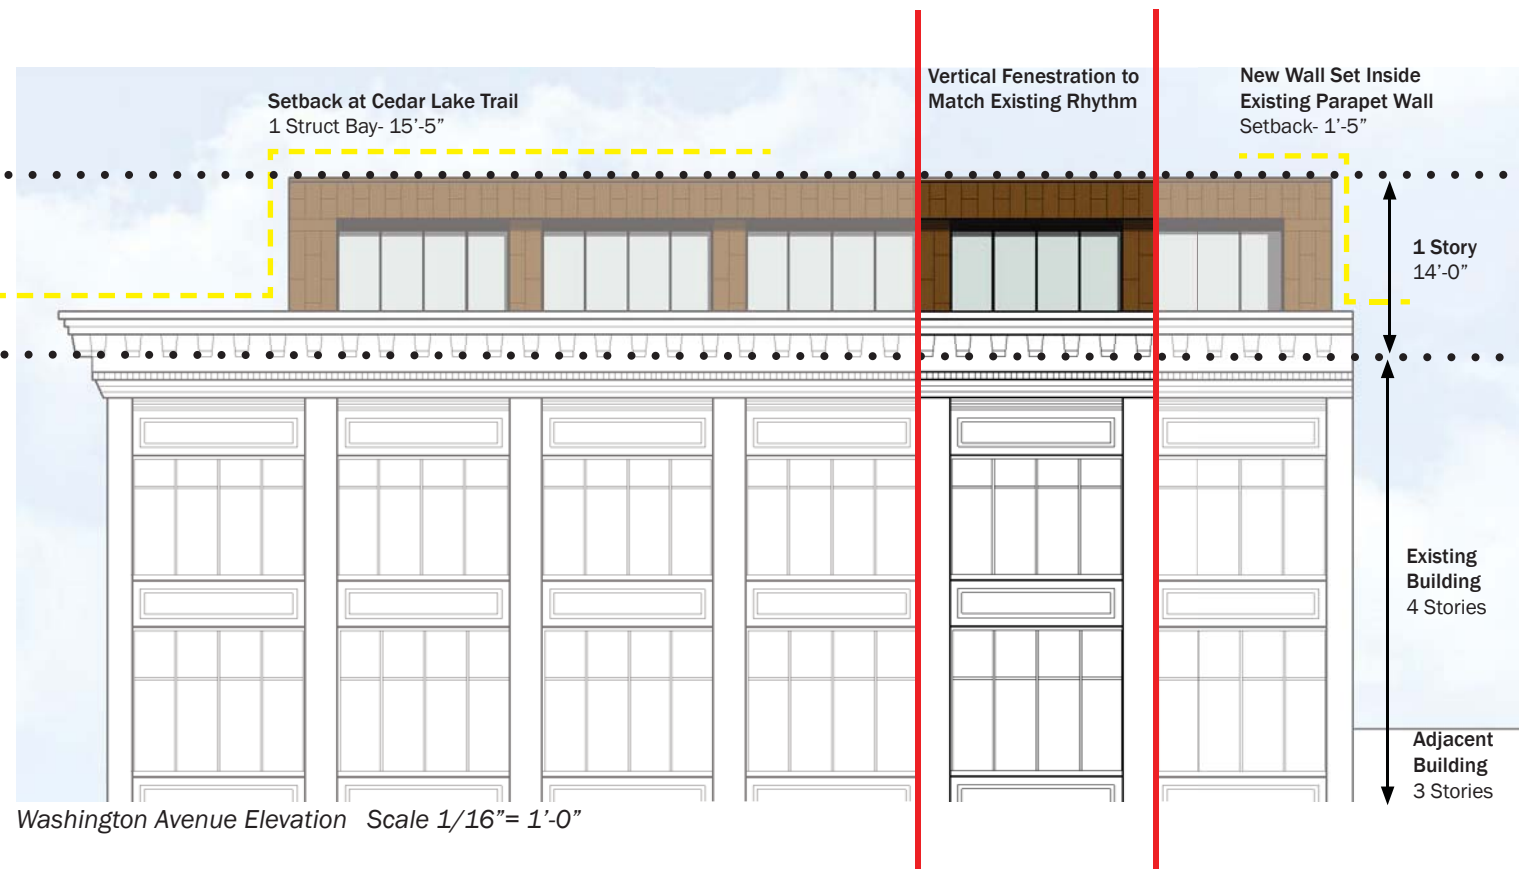 Setback at Cedar Lake Trail
1 Struct Bay- 15’-5”
Vertical Fenestration to
Match Existing Rhythm
New Wall Set Inside
Existing Parapet Wall
Setback- 1’-5”
1 Story
14’-0”
Existing
Building
4 Stories
Adjacent
Building
3 Stories
Washington Avenue Elevation Scale 1/16”= 1’-0”